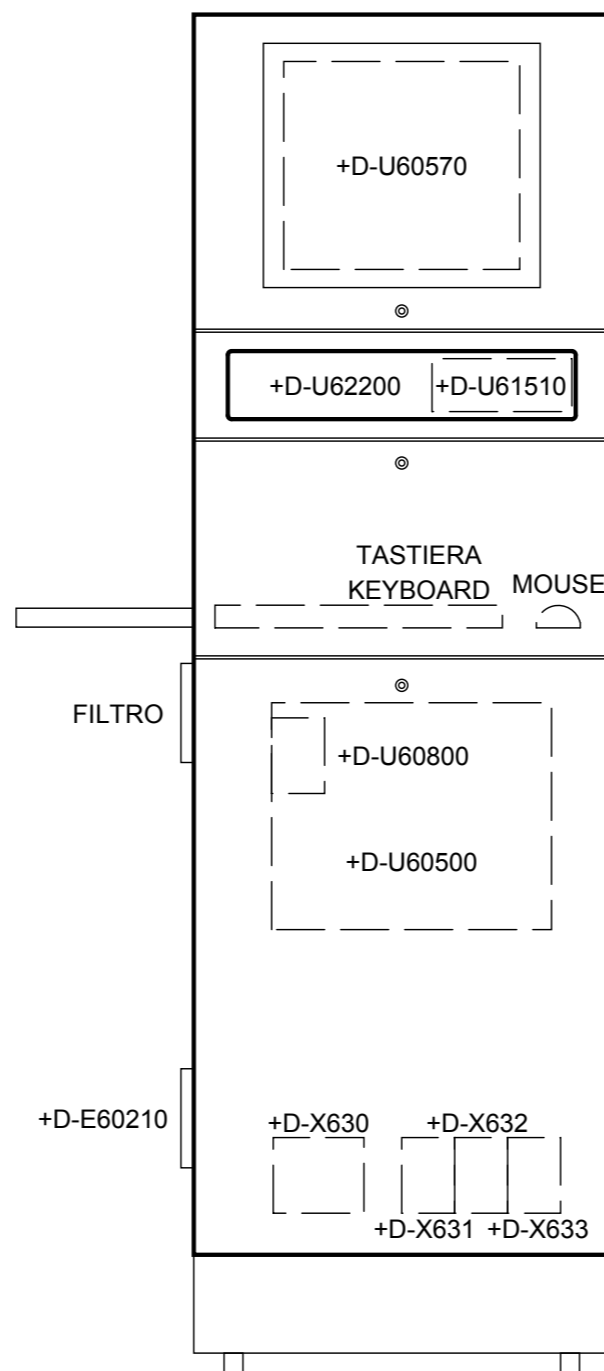 +D-U60570
+D-U62200
+D-U61510
TASTIERA
KEYBOARD
MOUSE
FILTRO
+D-U60800
+D-U60500
+D-E60210
+D-X630
+D-X632
+D-X631
+D-X633